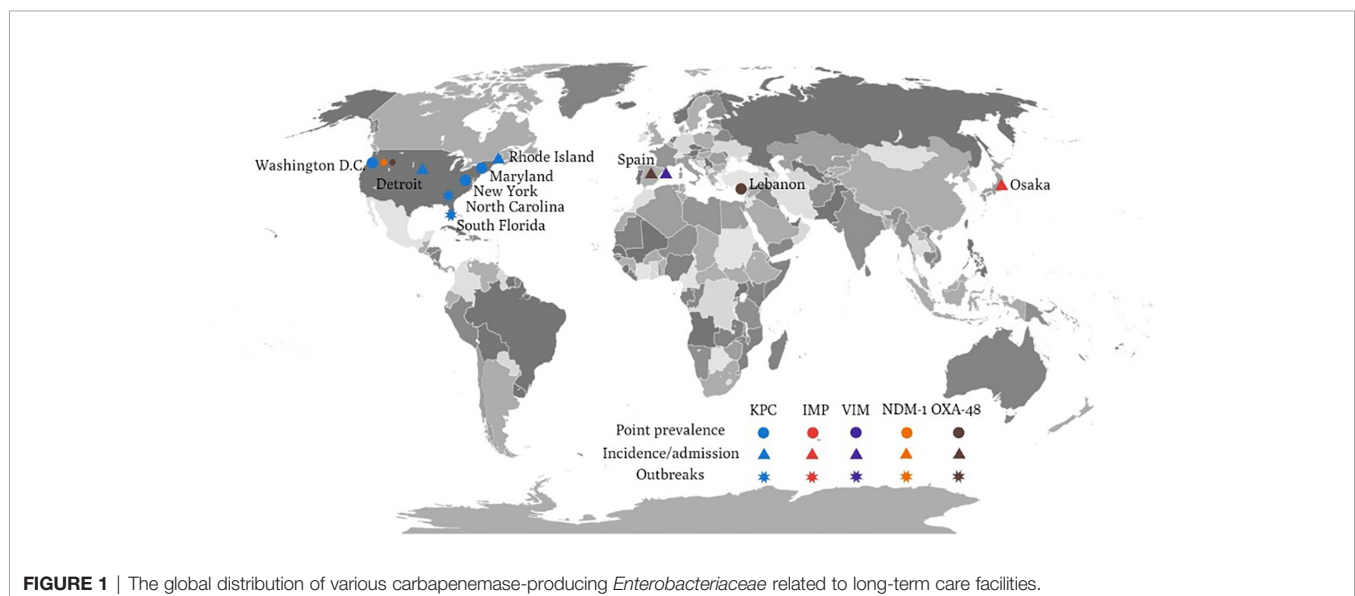 Washington D.C.
Detroit
Rhode Island
Maryland
New York
North Carolina
South Florida
Spain
Lebanon
Osaka
KPC IMP VIM NDM-1 OXA-48
Point prevalence
Incidence/admission
Outbreaks
FIGURE 1 | The global distribution of various carbapenemase-producing Enterobacteriaceae related to long-term care facilities.